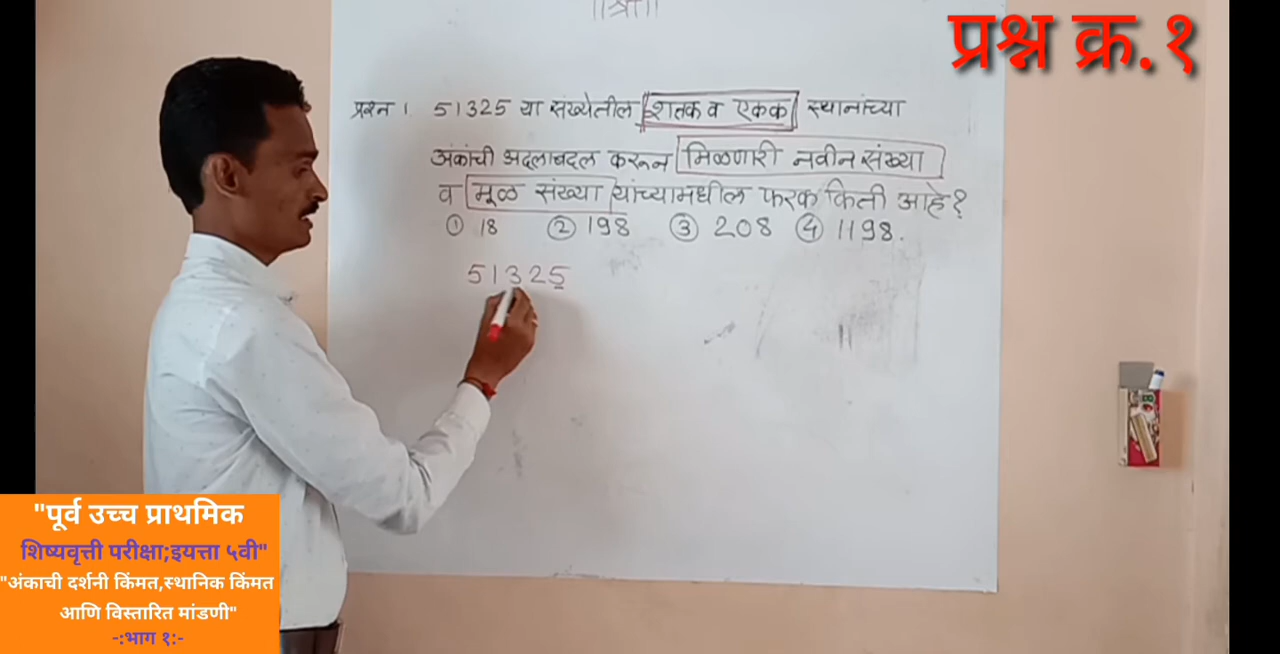 ||श्री||
प्रश्न क्र.१
प्रश्न १. 51325 या संख्येतील शतक व एकक स्थानांच्या
अंकांची अदलाबदल करून मिळणारी नवीन संख्या
व मूळ संख्या यांच्यामधील फरक किती आहे?
① 18 ② 198 ③ 208 ④ 1198.
51325
"पूर्व उच्च प्राथमिक
शिष्यवृत्ती परीक्षा;इयत्ता ५वी"
"अंकाची दर्शनी किंमत,स्थानिक किंमत
आणि विस्तारित मांडणी"
-:भाग १:-